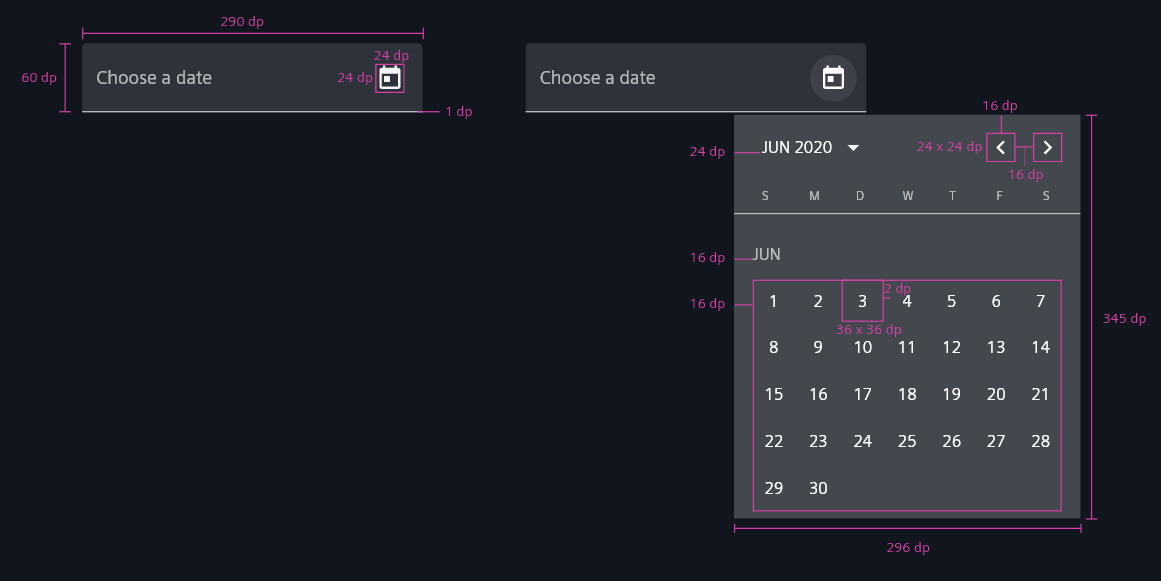 290 dp
24 dp
60 dp
Choose a date
24 dp
1 dp
Choose a date
16 dp
24 dp
JUN 2020
24 x 24 dp
16 dp
S M D W T F S
16 dp
JUN
16 dp
2 dp
1 2 3 4 5 6 7
36 x 36 dp
345 dp
8 9 10 11 12 13 14
15 16 17 18 19 20 21
22 23 24 25 26 27 28
29 30
296 dp